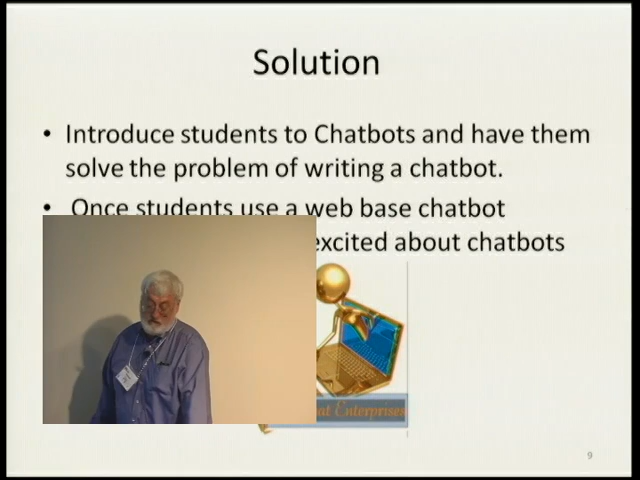 Solution
• Introduce students to Chatbots and have them
solve the problem of writing a chatbot.
• Once students use a web base chatbot
excited about chatbots
at Enterprises
9